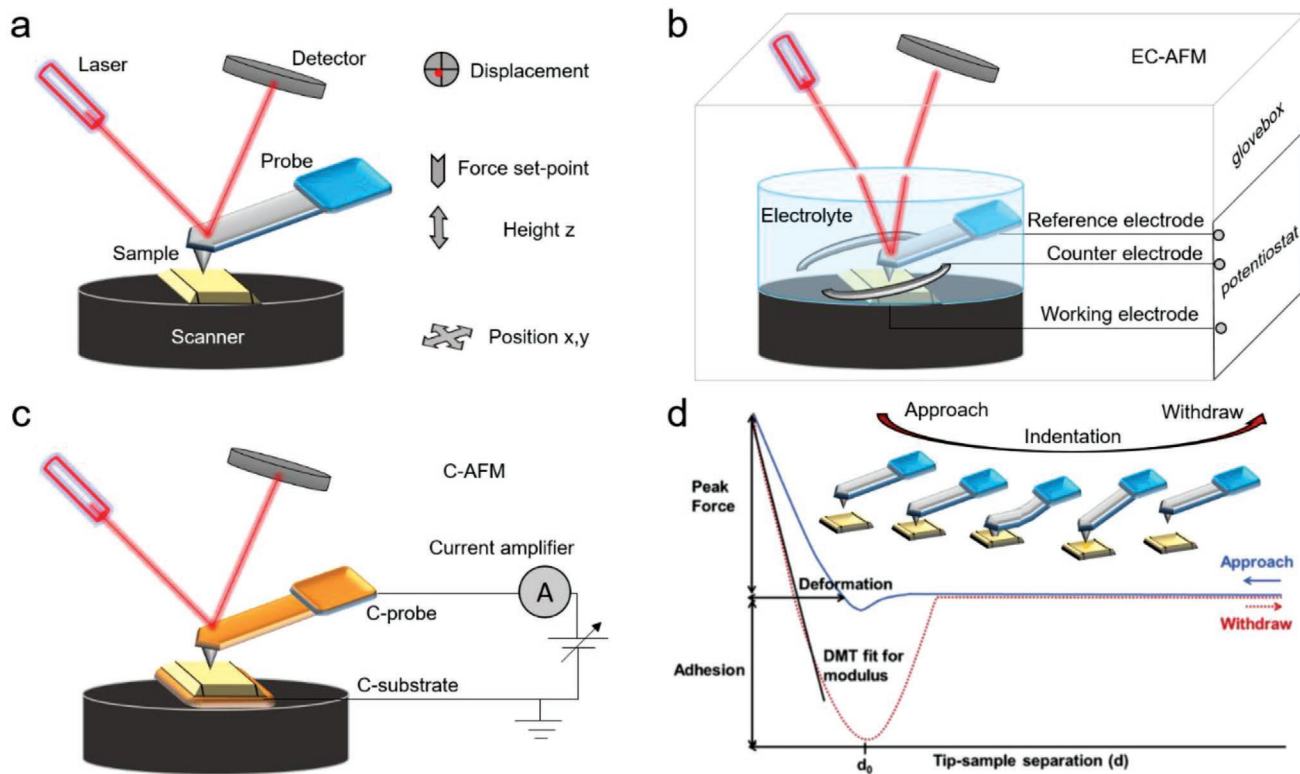 a
Laser
Detector
Displacement
Probe
Force set-point
Height z
Sample
Scanner
Position x,y
b
EC-AFM
glovebox
Electrolyte
Reference electrode
Counter electrode
potentiostat
Working electrode
c
C-AFM
Current amplifier
A
C-probe
C-substrate
d
Approach
Withdraw
Indentation
Peak
Force
Approach
Deformation
Withdraw
DMT fit for
modulus
Adhesion
d₀
Tip-sample separation (d)